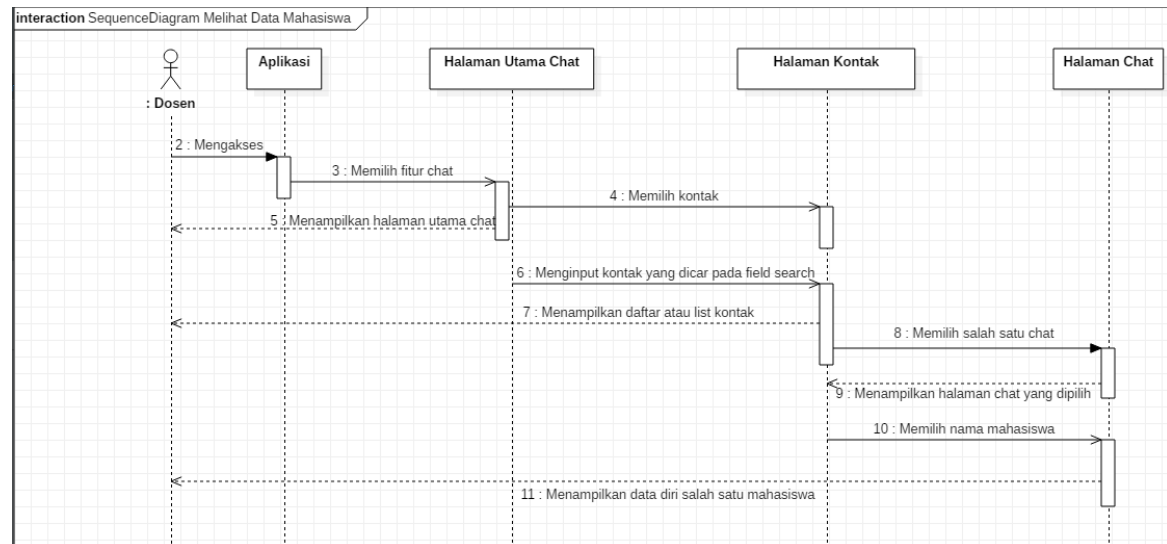 interaction SequenceDiagram Melihat Data Mahasiswa
Aplikasi
Halaman Utama Chat
Halaman Kontak
Halaman Chat
: Dosen
2 : Mengakses
3 : Memilih fitur chat
4 : Memilih kontak
5 : Menampilkan halaman utama chat
6 : Menginput kontak yang dicar pada field search
7 : Menampilkan daftar atau list kontak
8 : Memilih salah satu chat
9 : Menampilkan halaman chat yang dipilih
10 : Memilih nama mahasiswa
11 : Menampilkan data diri salah satu mahasiswa